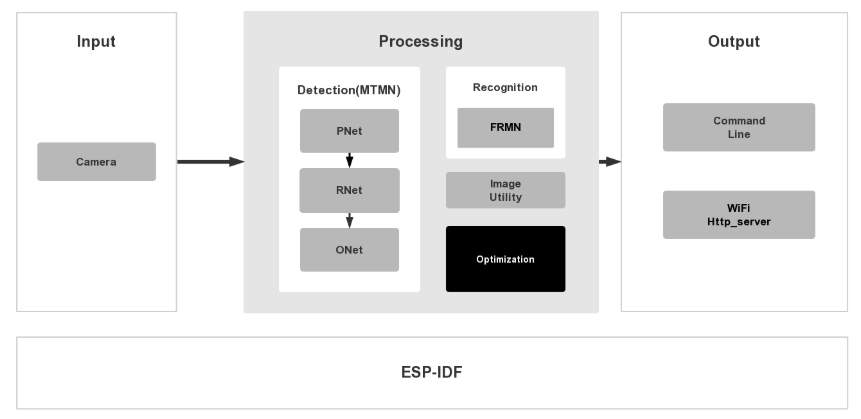 Input
Camera
Processing
Detection(MTMN)
PNet
RNet
ONet
Recognition
FRMN
Image
Utility
Optimization
Output
Command
Line
WiFi
Http_server
ESP-IDF